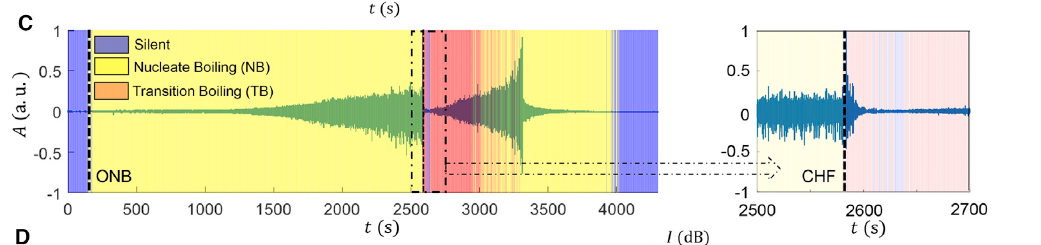 t (s)
C
1
0.5
0
-0.5
-1
A (a. u.)
Silent
Nucleate Boiling (NB)
Transition Boiling (TB)
ONB
0 500 1000 1500 2000 2500 3000 3500 4000
t (s)
1
0.5
0
-0.5
-1
CHF
2500 2600 2700
t (s)
D
I (dB)